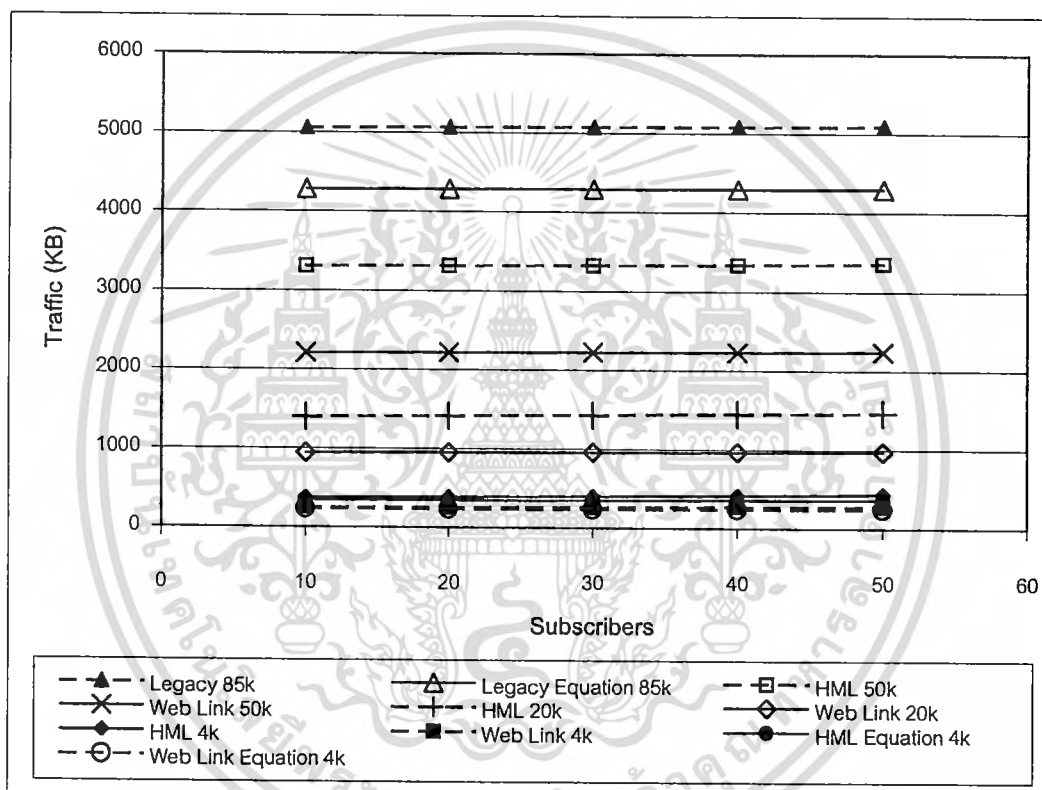 6000
5000
4000
3000
2000
1000
0
Traffic (KB)
0 10 20 30 40 50 60
Subscribers
Legacy 85k Legacy Equation 85k HML 50k
Web Link 50k HML 20k Web Link 20k
HML 4k Web Link 4k HML Equation 4k
Web Link Equation 4k